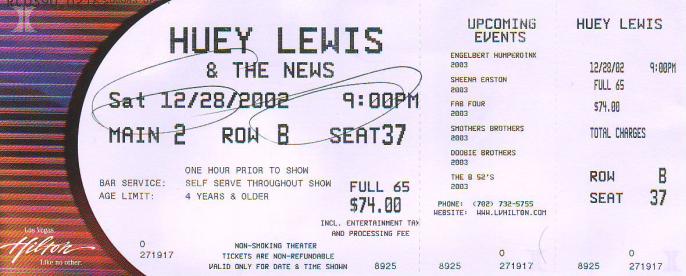 HUEY LEWIS
& THE NEWS
Sat 12/28/2002 9:00PM
MAIN 2 ROW B SEAT 37
ONE HOUR PRIOR TO SHOW
BAR SERVICE: SELF SERVE THROUGHOUT SHOW
AGE LIMIT: 4 YEARS & OLDER
FULL 65
$74.00
INCL. ENTERTAINMENT TAX
AND PROCESSING FEE
Las Vegas
Hilton
Like no other.
0
271917
NON-SMOKING THEATER
TICKETS ARE NON-REFUNDABLE
VALID ONLY FOR DATE & TIME SHOWN
8925
UPCOMING
EVENTS
ENGELBERT HUMPERDINK
2003
SHEENA EASTON
2003
FAB FOUR
2003
SMOTHERS BROTHERS
2003
DOOBIE BROTHERS
2003
THE B 52'S
2003
PHONE: (702) 732-5755
WEBSITE: WWW.LVHILTON.COM
0
8925 271917
HUEY LEWIS
12/28/02 9:00PM
FULL 65
$74.00
TOTAL CHARGES
ROW B
SEAT 37
0
8925 271917